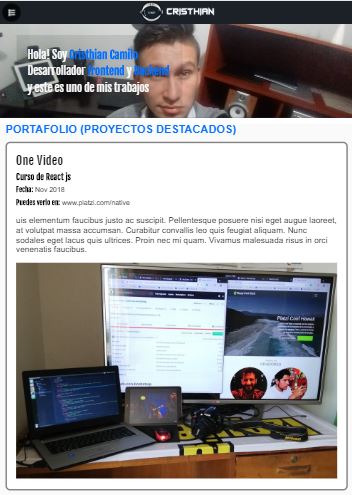 CRISTHIAN
Hola! Soy Cristhian Camilo
Desarrollador Frontend y Backend
y este es uno de mis trabajos
PORTAFOLIO (PROYECTOS DESTACADOS)
One Video
Curso de React js
Fecha: Nov 2018
Puedes verlo en: www.platzi.com/native
uis elementum faucibus justo ac suscipit. Pellentesque posuere nisi eget augue laoreet,
at volutpat massa accumsan. Curabitur convallis leo quis feugiat aliquam. Nunc
sodales eget lacus quis ultrices. Proin nec mi quam. Vivamus malesuada risus in orci
venenatis faucibus.
Platzi Conf Hawaii